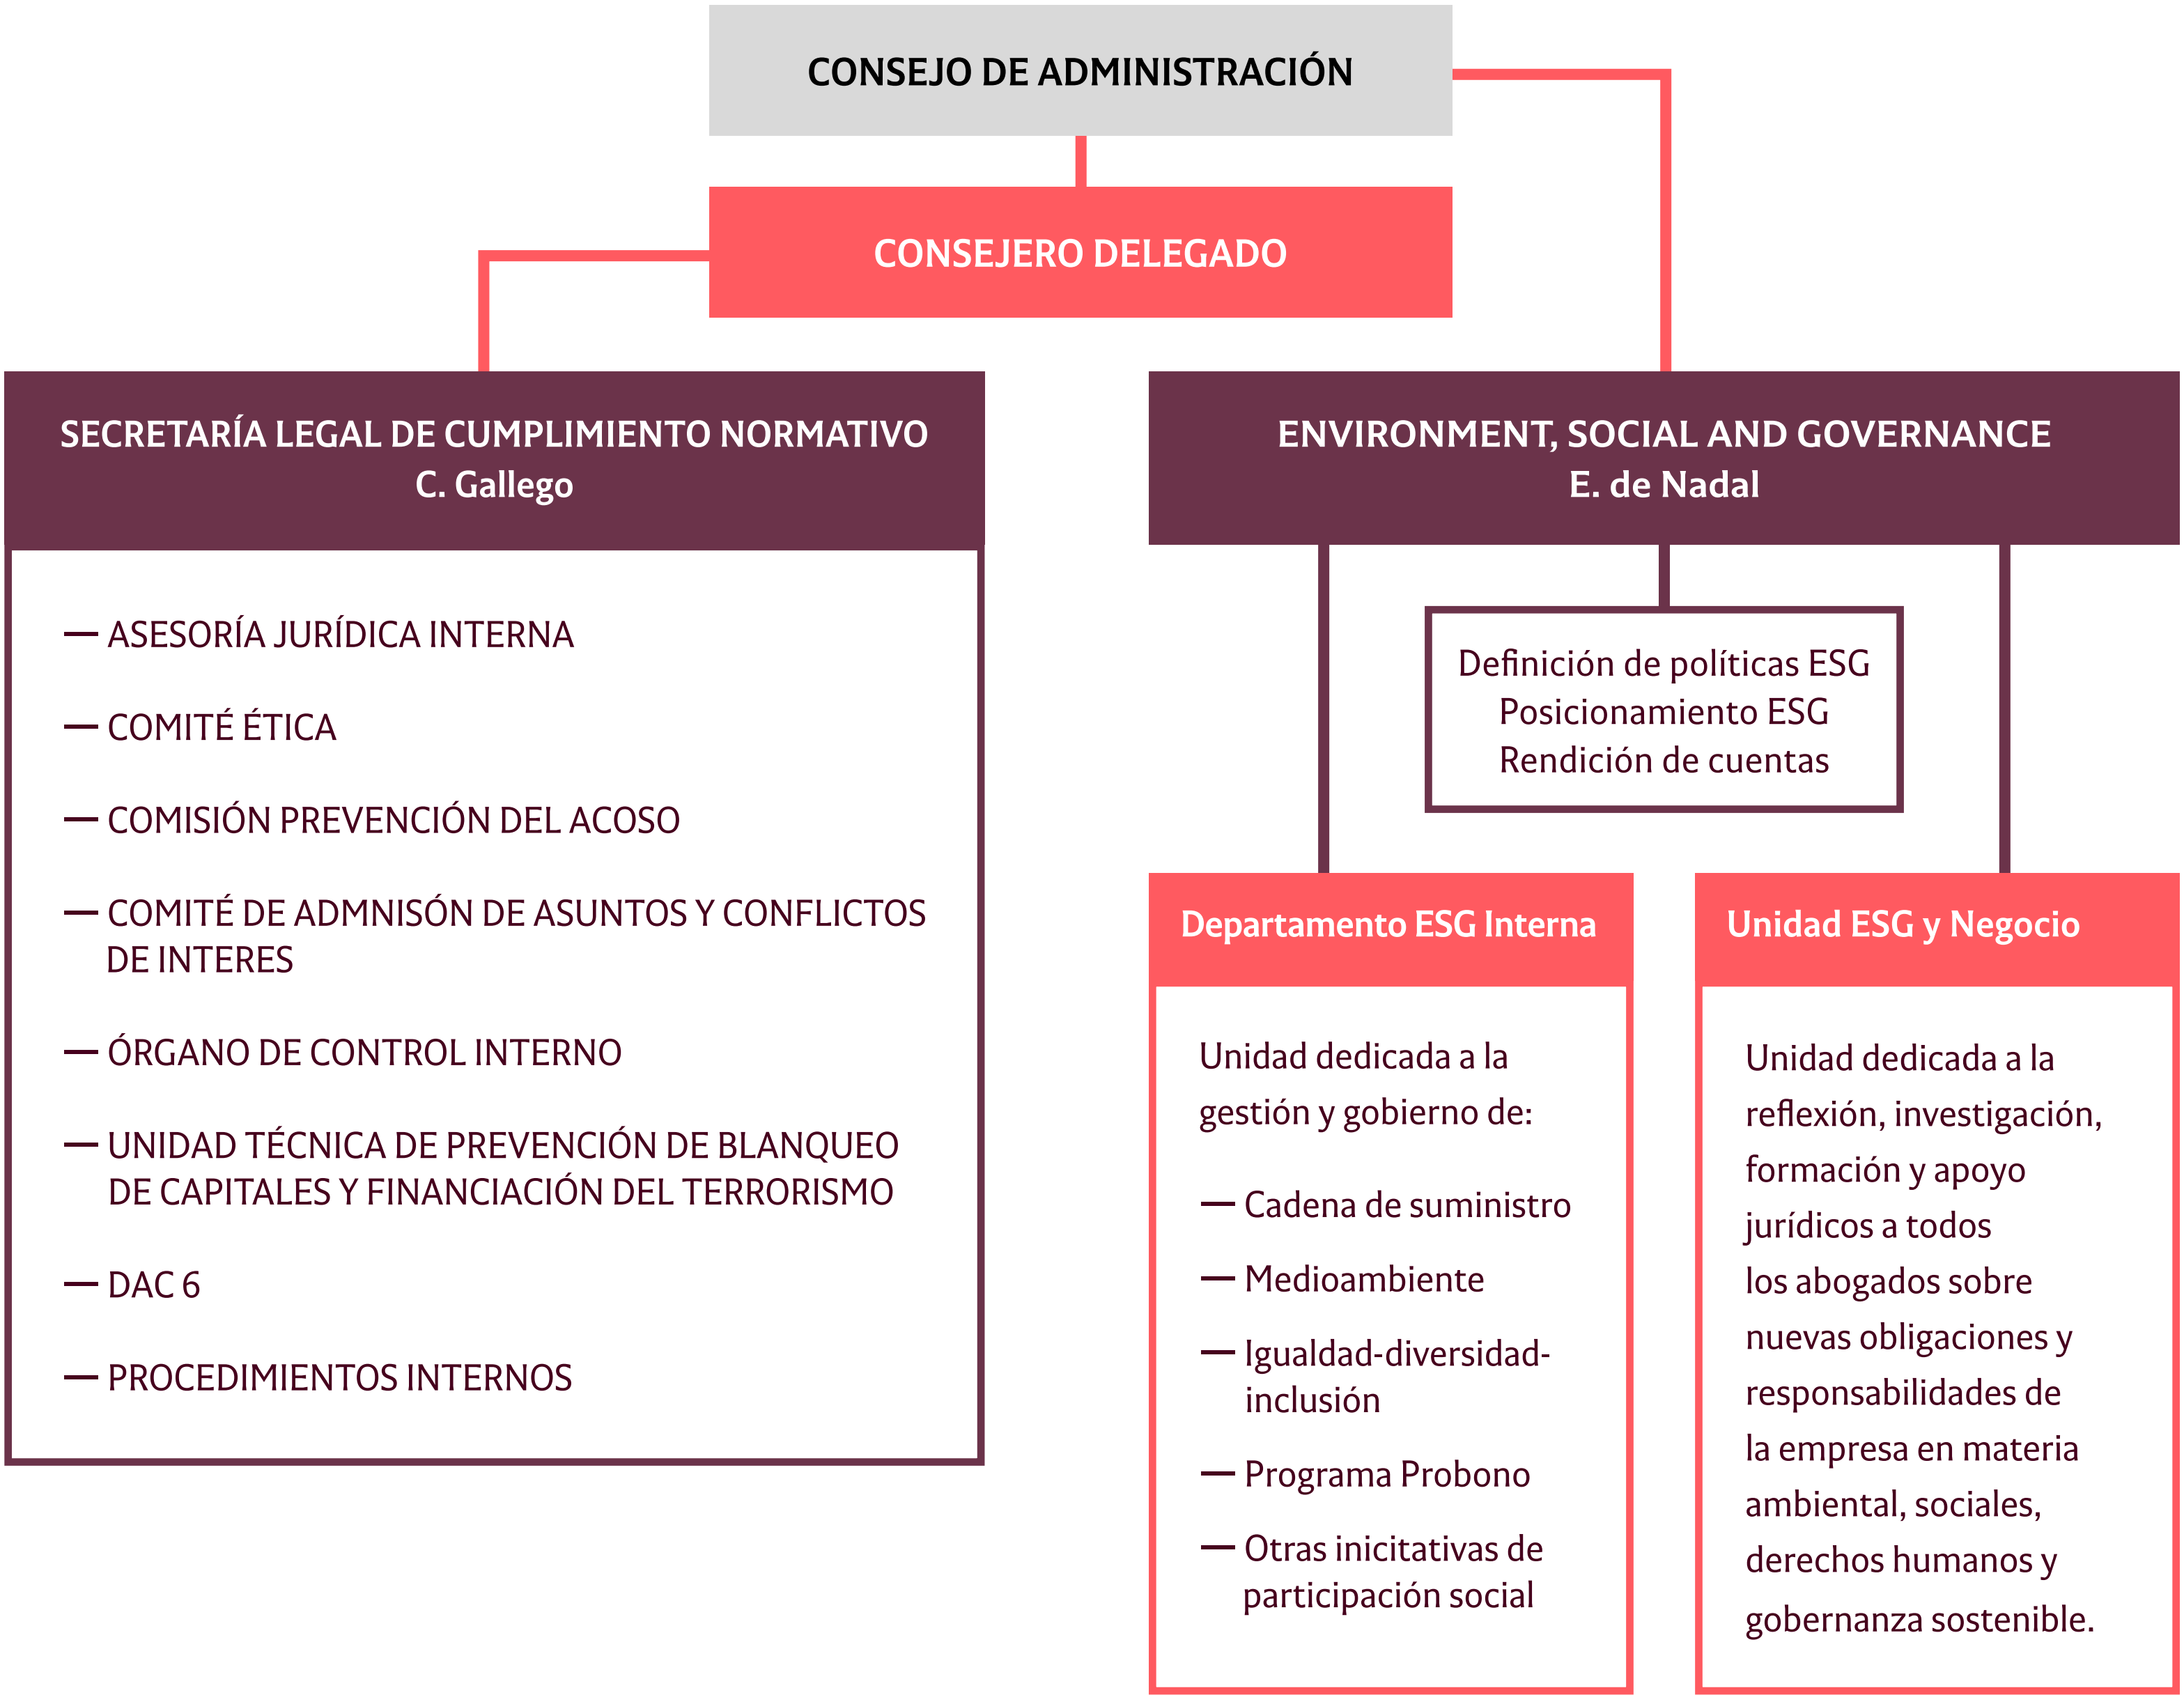 CONSEJO DE ADMINISTRACIÓN
CONSEJERO DELEGADO
SECRETARÍA LEGAL DE CUMPLIMIENTO NORMATIVO
C. Gallego
— ASESORÍA JURÍDICA INTERNA
— COMITÉ ÉTICA
— COMISIÓN PREVENCIÓN DEL ACOSO
— COMITÉ DE ADMNISÓN DE ASUNTOS Y CONFLICTOS
DE INTERES
— ÓRGANO DE CONTROL INTERNO
— UNIDAD TÉCNICA DE PREVENCIÓN DE BLANQUEO
DE CAPITALES Y FINANCIACIÓN DEL TERRORISMO
— DAC 6
— PROCEDIMIENTOS INTERNOS
ENVIRONMENT, SOCIAL AND GOVERNANCE
E. de Nadal
Definición de políticas ESG
Posicionamiento ESG
Rendición de cuentas
Departamento ESG Interna
Unidad dedicada a la
gestión y gobierno de:
— Cadena de suministro
— Medioambiente
— Igualdad-diversidad-
inclusión
— Programa Probono
— Otras inicitativas de
participación social
Unidad ESG y Negocio
Unidad dedicada a la
reflexión, investigación,
formación y apoyo
jurídicos a todos
los abogados sobre
nuevas obligaciones y
responsabilidades de
la empresa en materia
ambiental, sociales,
derechos humanos y
gobernanza sostenible.